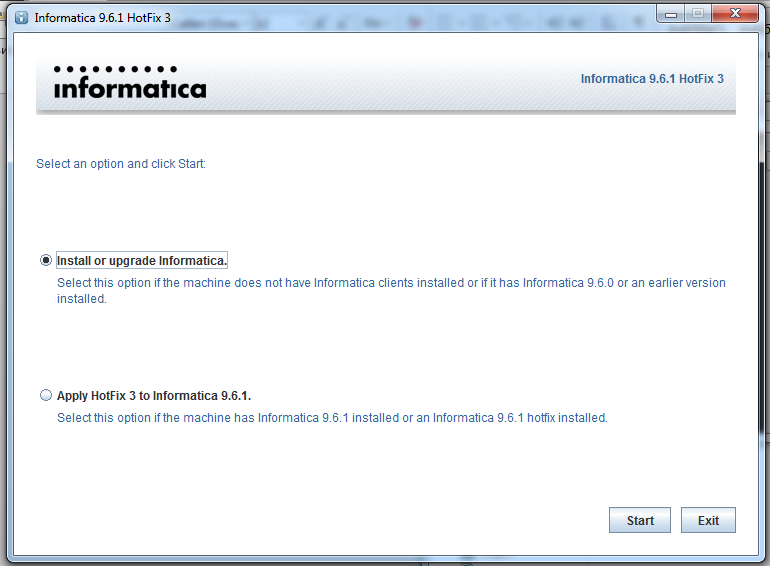 Informatica 9.6.1 HotFix 3
informatica
Informatica 9.6.1 HotFix 3
Select an option and click Start:
Install or upgrade Informatica.
Select this option if the machine does not have Informatica clients installed or if it has Informatica 9.6.0 or an earlier version
installed.
Apply HotFix 3 to Informatica 9.6.1.
Select this option if the machine has Informatica 9.6.1 installed or an Informatica 9.6.1 hotfix installed.
Start
Exit